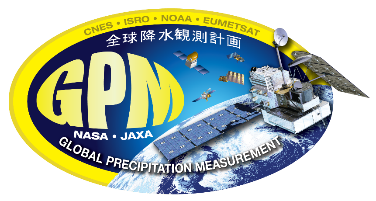 CNES • ISRO • NOAA • EUMETSAT
全球降水観測計画
GPM
NASA • JAXA
GLOBAL PRECIPITATION MEASUREMENT